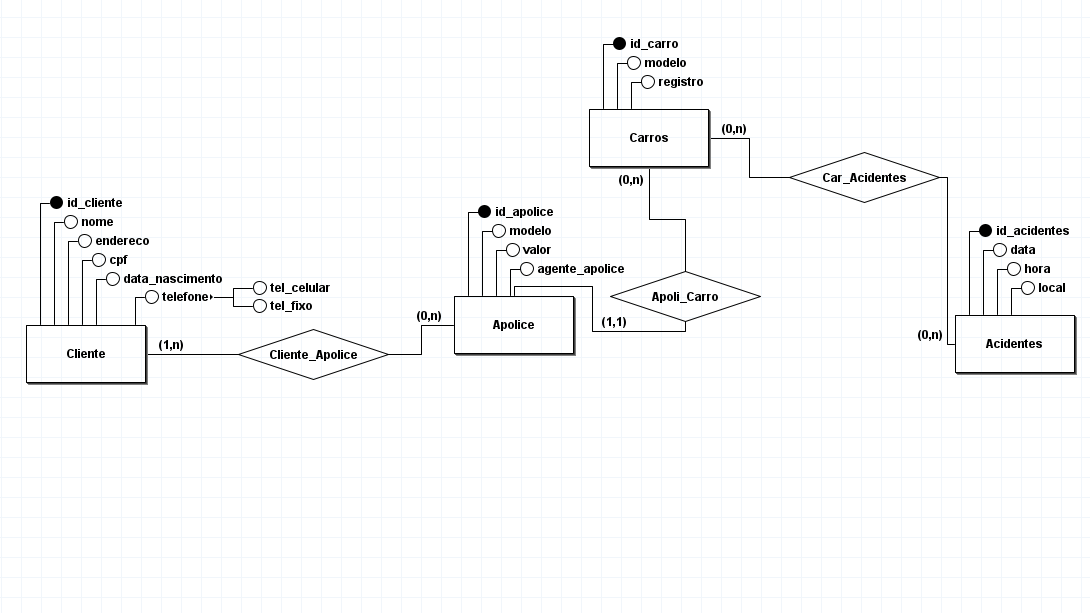 id_carro
modelo
registro
Carros
(0,n)
(0,n)
Car_Acidentes
id_cliente
nome
endereco
cpf
data_nascimento
telefone
tel_celular
tel_fixo
Cliente
(1,n)
Cliente_Apolice
(0,n)
id_apolice
modelo
valor
agente_apolice
Apolice
(1,1)
Apoli_Carro
id_acidentes
data
hora
local
(0,n)
Acidentes